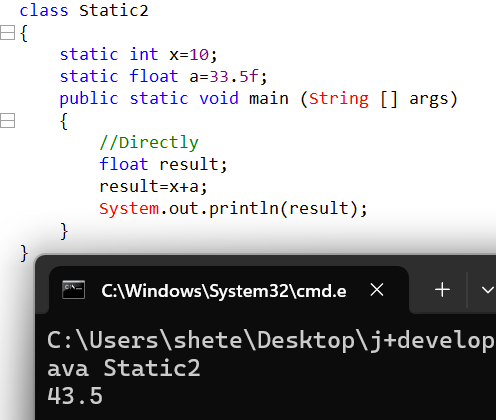 class Static2
{
static int x=10;
static float a=33.5f;
public static void main (String [] args)
{
//Directly
float result;
result=x+a;
System.out.println(result);
}
}
C:\Windows\System32\cmd.e
C:\Users\shete\Desktop\j+develop
ava Static2
43.5